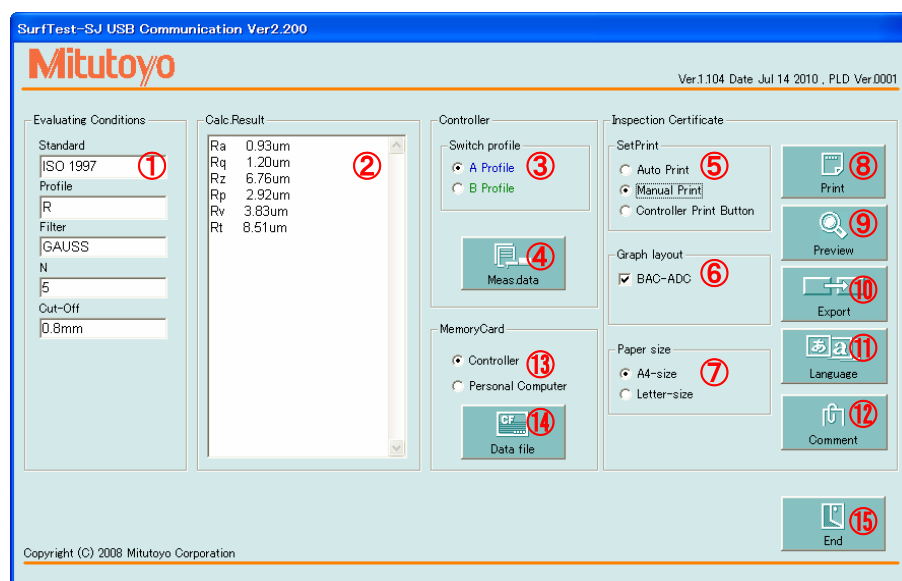 SurfTest-SJ USB Communication Ver2.200
Mitutoyo
Ver.1.104 Date Jul 14 2010 , PLD Ver.0001
Evaluating Conditions
Standard
ISO 1997
①
Profile
R
Filter
GAUSS
N
5
Cut-Off
0.8mm
Calc.Result
②
Ra 0.93um
Rq 1.20um
Rz 6.76um
Rp 2.92um
Rv 3.83um
Rt 8.51um
Controller
Switch profile
A Profile
③
B Profile
④
Meas.data
MemoryCard
Controller
⑬
Personal Computer
CF
⑭
Data file
Inspection Certificate
SetPrint
Auto Print
⑤
Manual Print
Controller Print Button
Graph layout
BAC-ADC
⑥
Paper size
A4-size
⑦
Letter-size
⑧
Print
⑨
Preview
⑩
Export
あ a
⑪
Language
⑫
Comment
⑮
End
Copyright (C) 2008 Mitutoyo Corporation